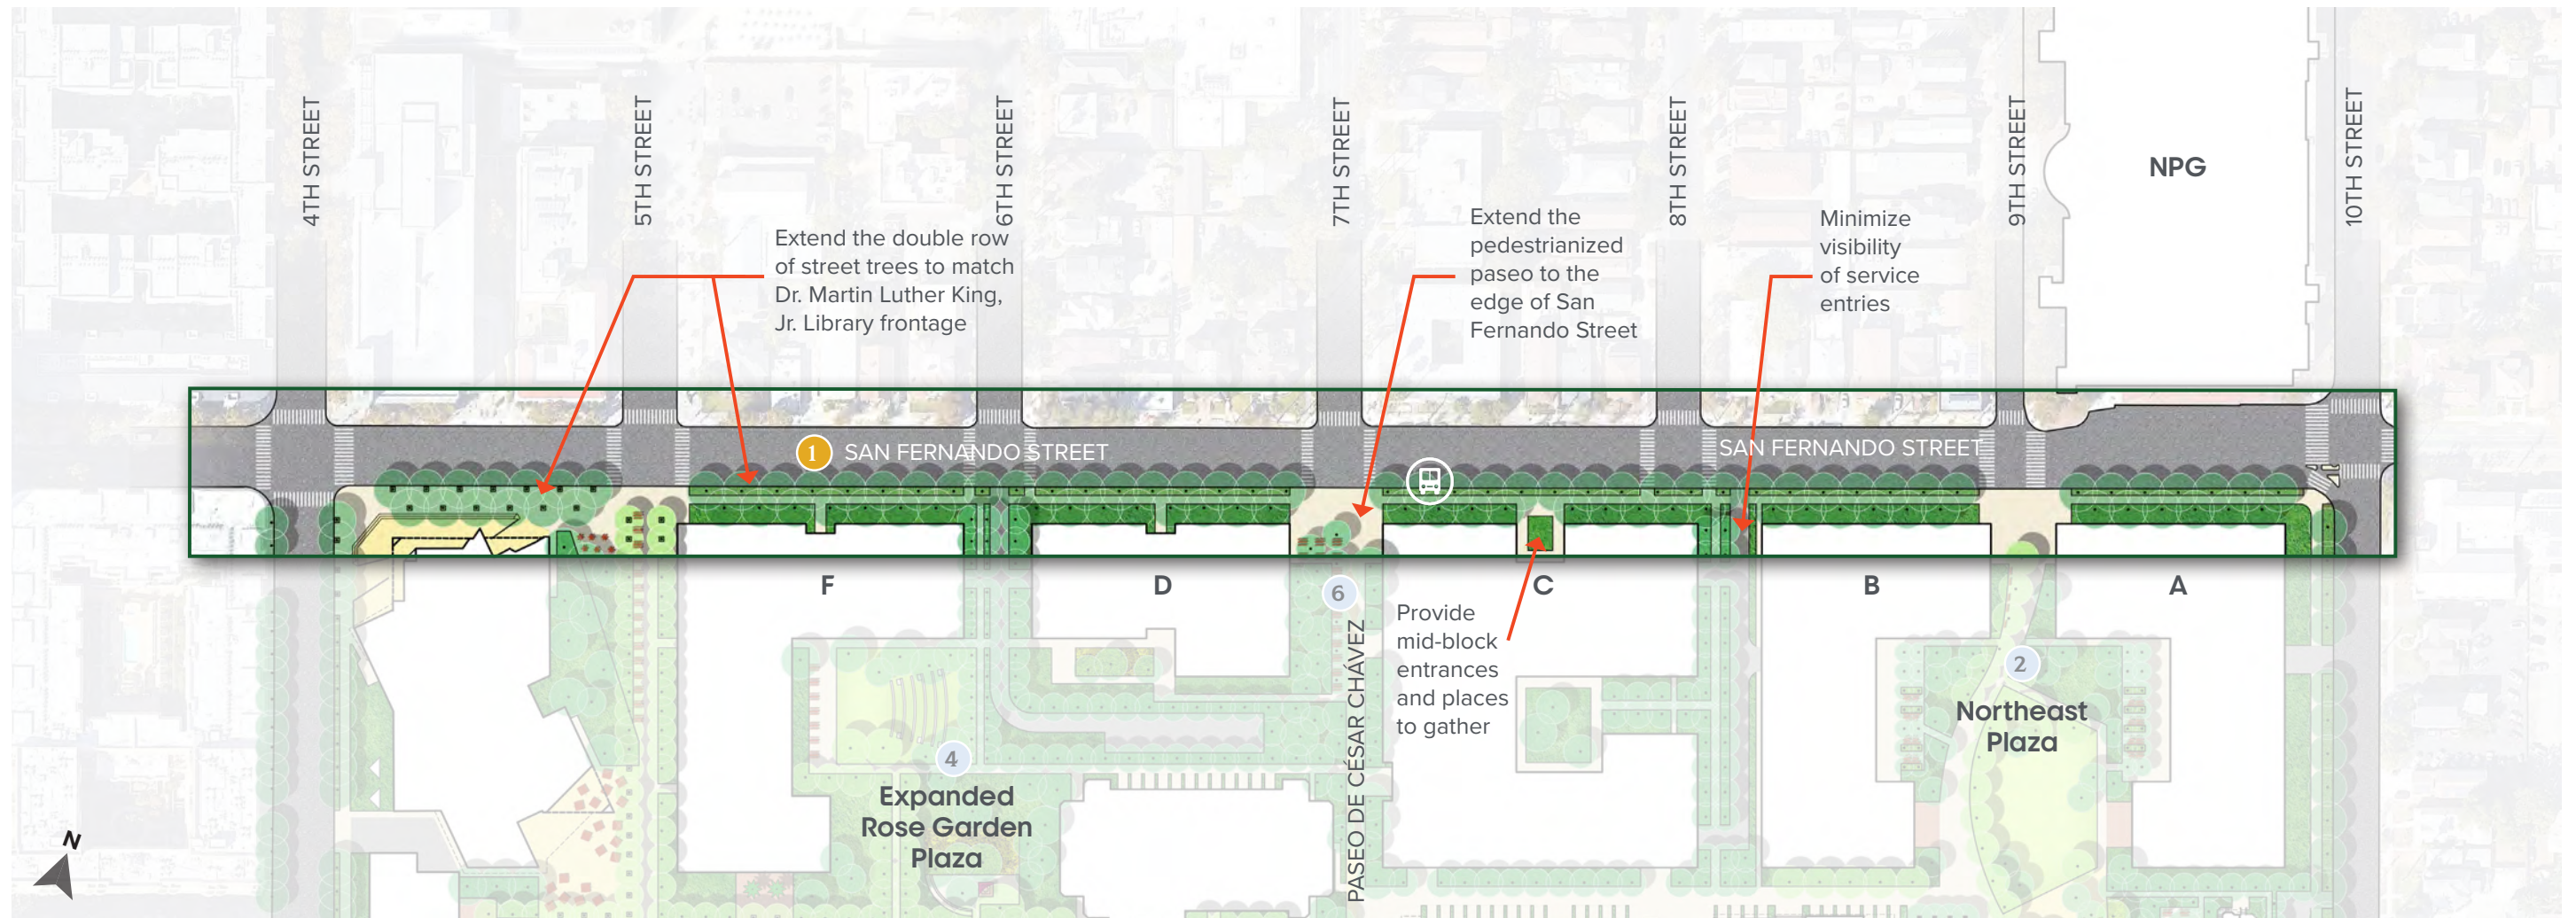 4TH STREET
5TH STREET
6TH STREET
7TH STREET
8TH STREET
9TH STREET
10TH STREET
NPG
Extend the double row
of street trees to match
Dr. Martin Luther King,
Jr. Library frontage
Extend the
pedestrianized
paseo to the
edge of San
Fernando Street
Minimize
visibility
of service
entries
1
SAN FERNANDO STREET
SAN FERNANDO STREET
F
D
C
B
A
6
Provide
mid-block
entrances
and places
to gather
PASEO DE CÉSAR CHÁVEZ
2
Northeast
Plaza
4
Expanded
Rose Garden
Plaza
N